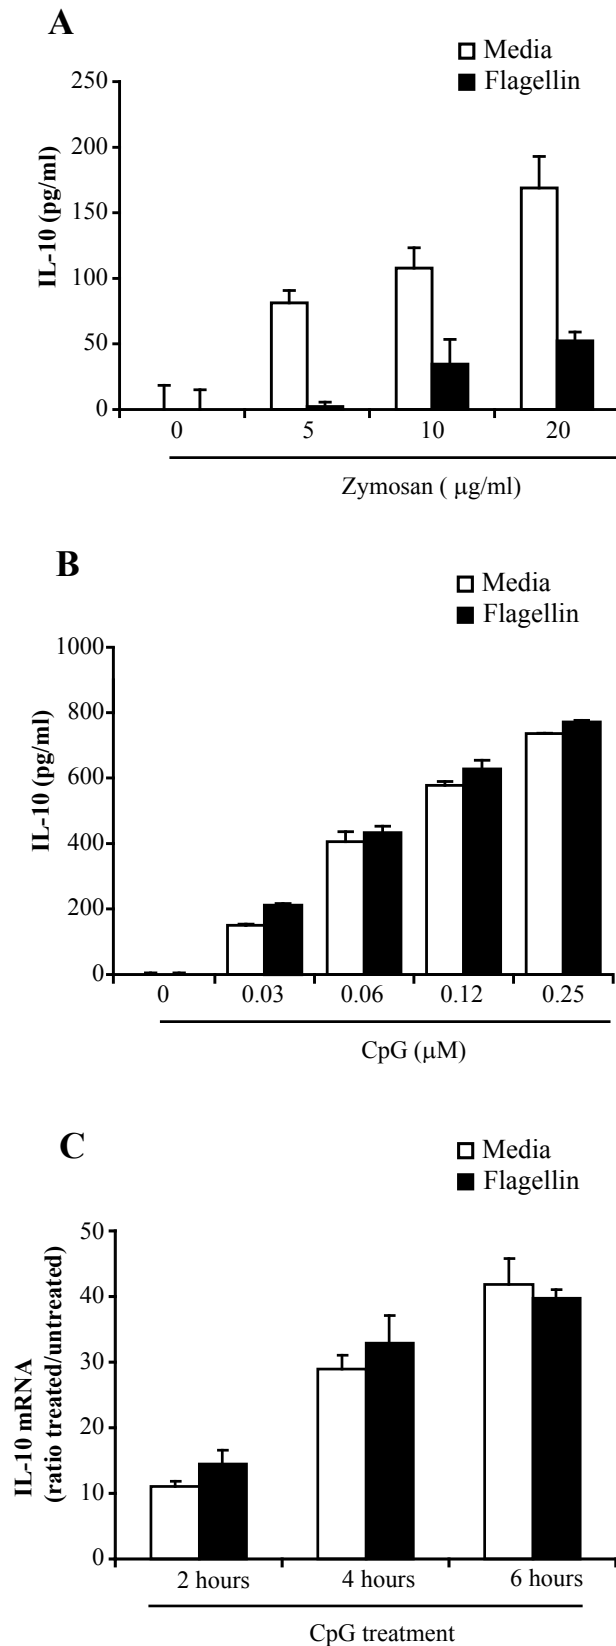 A
Media
Flagellin
250
200
150
100
50
0
IL-10 (pg/ml)
0 5 10 20
Zymosan ( μg/ml)
B
Media
Flagellin
1000
800
600
400
200
0
IL-10 (pg/ml)
0 0.03 0.06 0.12 0.25
CpG (μM)
C
Media
Flagellin
50
40
30
20
10
0
IL-10 mRNA
(ratio treated/untreated)
2 hours 4 hours 6 hours
CpG treatment